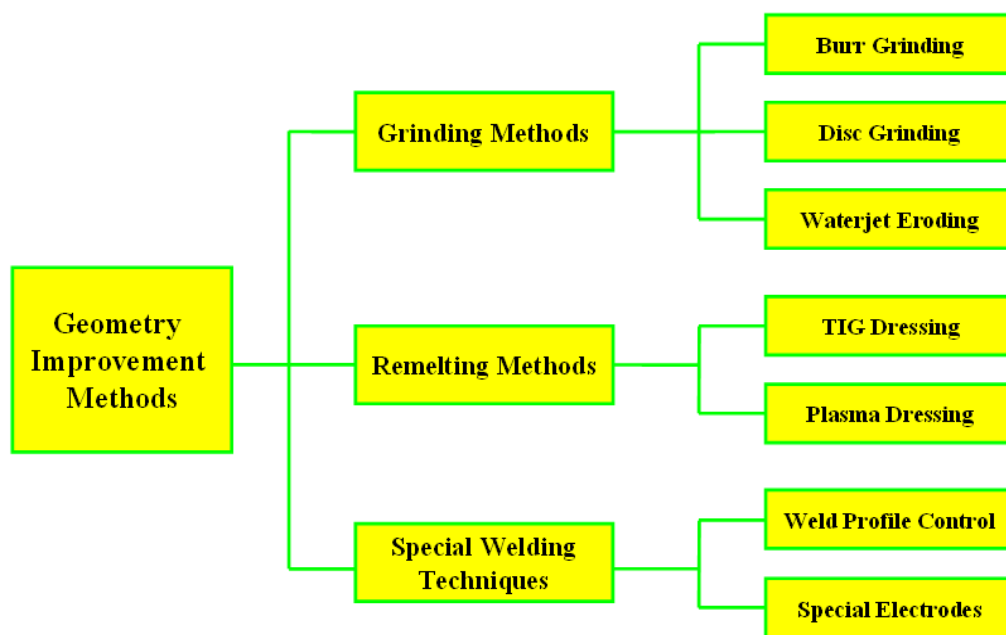 Geometry
Improvement
Methods
Grinding Methods
Burr Grinding
Disc Grinding
Waterjet Eroding
Remelting Methods
TIG Dressing
Plasma Dressing
Special Welding
Techniques
Weld Profile Control
Special Electrodes